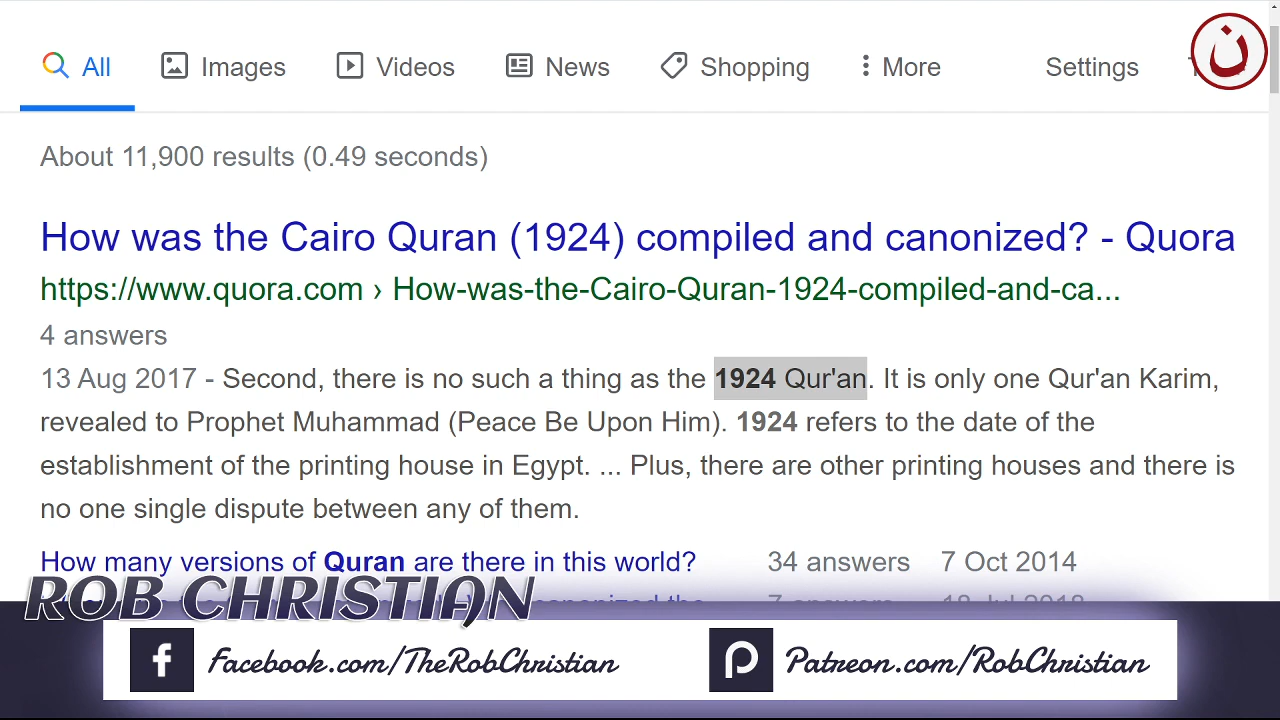 All Images Videos News Shopping More Settings
ن
About 11,900 results (0.49 seconds)
How was the Cairo Quran (1924) compiled and canonized? - Quora
https://www.quora.com › How-was-the-Cairo-Quran-1924-compiled-and-ca...
4 answers
13 Aug 2017 - Second, there is no such a thing as the 1924 Qur'an. It is only one Qur'an Karim,
revealed to Prophet Muhammad (Peace Be Upon Him). 1924 refers to the date of the
establishment of the printing house in Egypt. ... Plus, there are other printing houses and there is
no one single dispute between any of them.
How many versions of Quran are there in this world? 34 answers 7 Oct 2014
canonized the 7 answers
ROB CHRISTIAN
Facebook.com/TheRobChristian Patreon.com/RobChristian